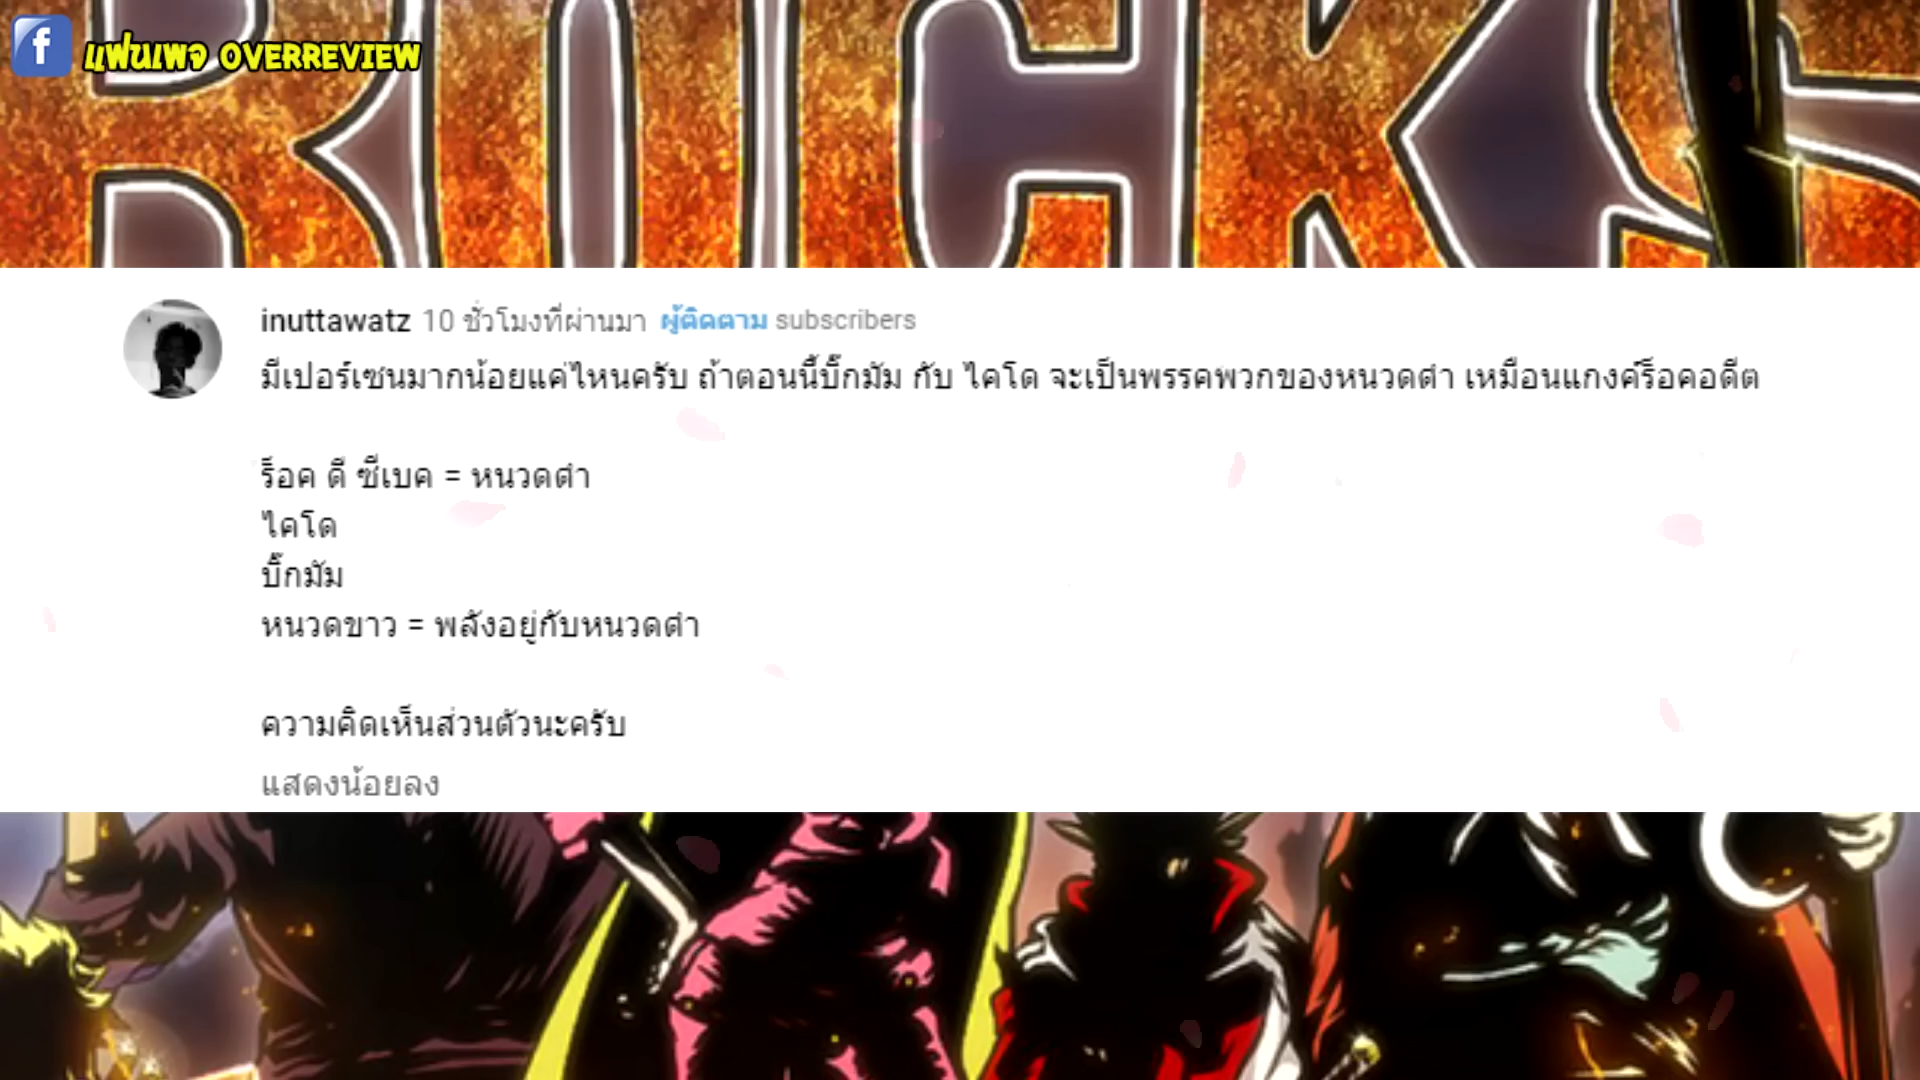 แฟนเพจ OVERREVIEW
ROCKS
inuttawatz 10 ชั่วโมงที่ผ่านมา ผู้ติดตาม subscribers
มีเปอร์เซนมากน้อยแค่ไหนครับ ถ้าตอนนี้บิ๊กมัม กับ ไคโด จะเป็นพรรคพวกของหนวดดำ เหมือนแกงค์ร็อคอดีต
ร็อค ดี ซีเบค = หนวดดำ
ไคโด
บิ๊กมัม
หนวดขาว = พลังอยู่กับหนวดดำ
ความคิดเห็นส่วนตัวนะครับ
แสดงน้อยลง